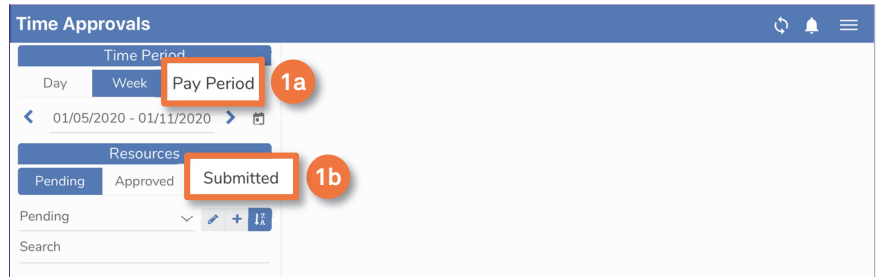 Time Approvals
Time Period
Day Week Pay Period 1a
01/05/2020 - 01/11/2020
Resources
Pending Approved Submitted 1b
Pending
Search